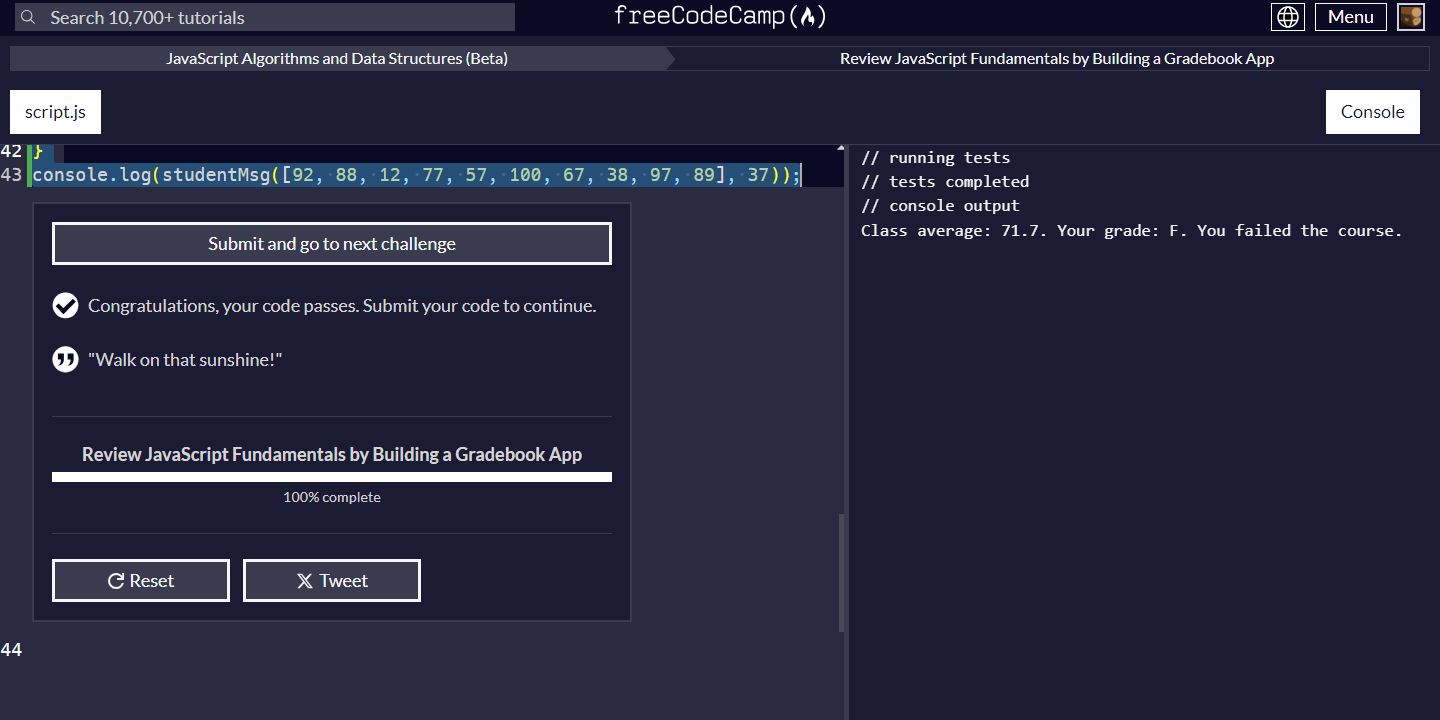 Search 10,700+ tutorials
freeCodeCamp
Menu
JavaScript Algorithms and Data Structures (Beta)
Review JavaScript Fundamentals by Building a Gradebook App
script.js
Console
42 }
43 console.log(studentMsg([92, 88, 12, 77, 57, 100, 67, 38, 97, 89], 37));
Submit and go to next challenge
Congratulations, your code passes. Submit your code to continue.
"Walk on that sunshine!"
Review JavaScript Fundamentals by Building a Gradebook App
100% complete
Reset
Tweet
44
// running tests
// tests completed
// console output
Class average: 71.7. Your grade: F. You failed the course.